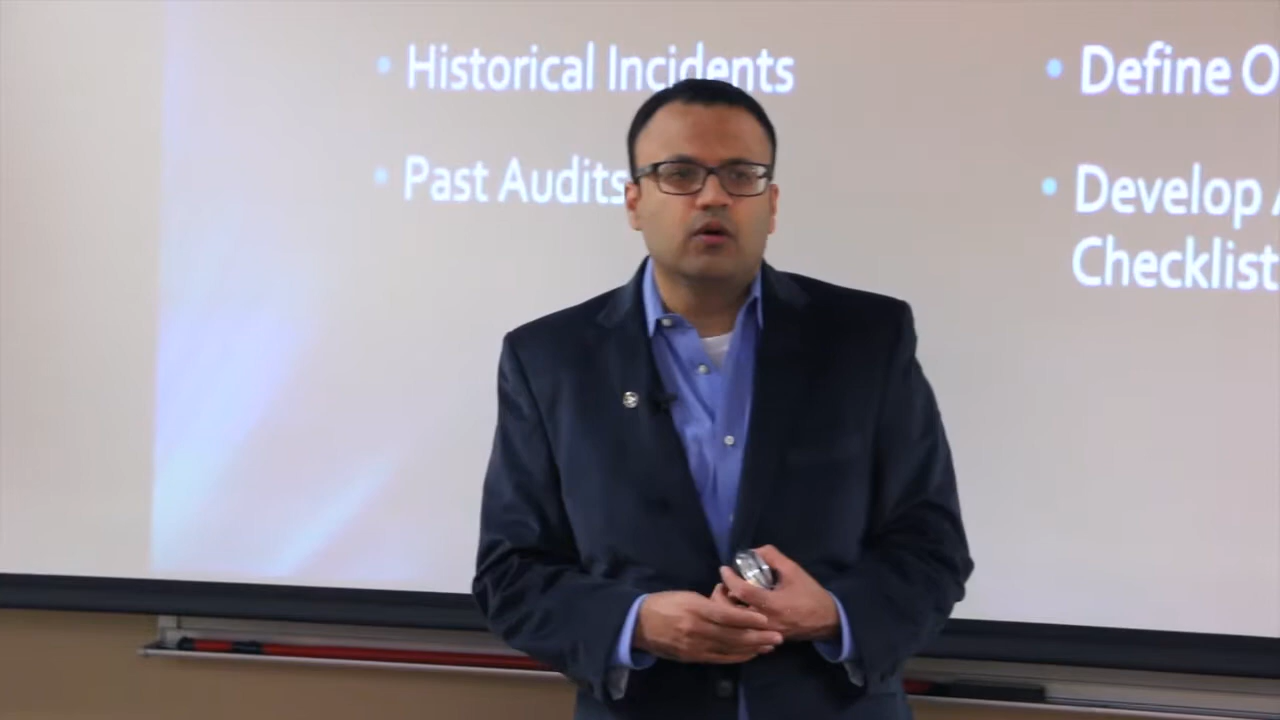 • Historical Incidents
• Past Audits
• Define O
• Develop
Checklist